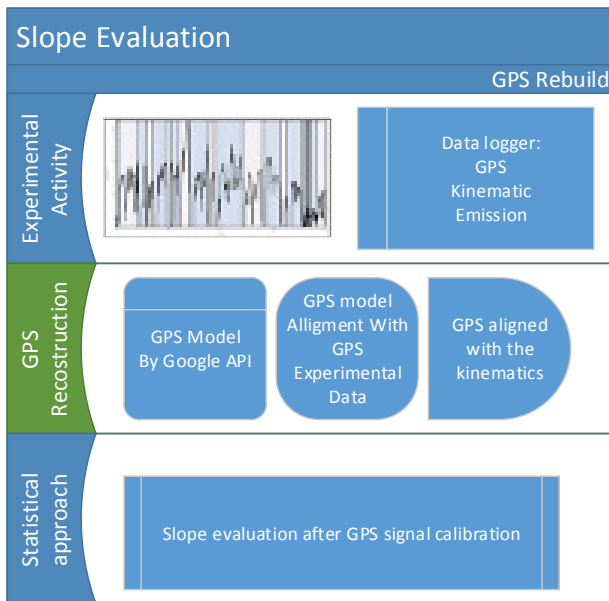 Slope Evaluation
GPS Rebuild
Experimental
Activity
Data logger:
GPS
Kinematic
Emission
GPS
Recostruction
GPS Model
By Google API
GPS model
Alligment With
GPS
Experimental
Data
GPS aligned
with the
kinematics
Statistical
approach
Slope evaluation after GPS signal calibration